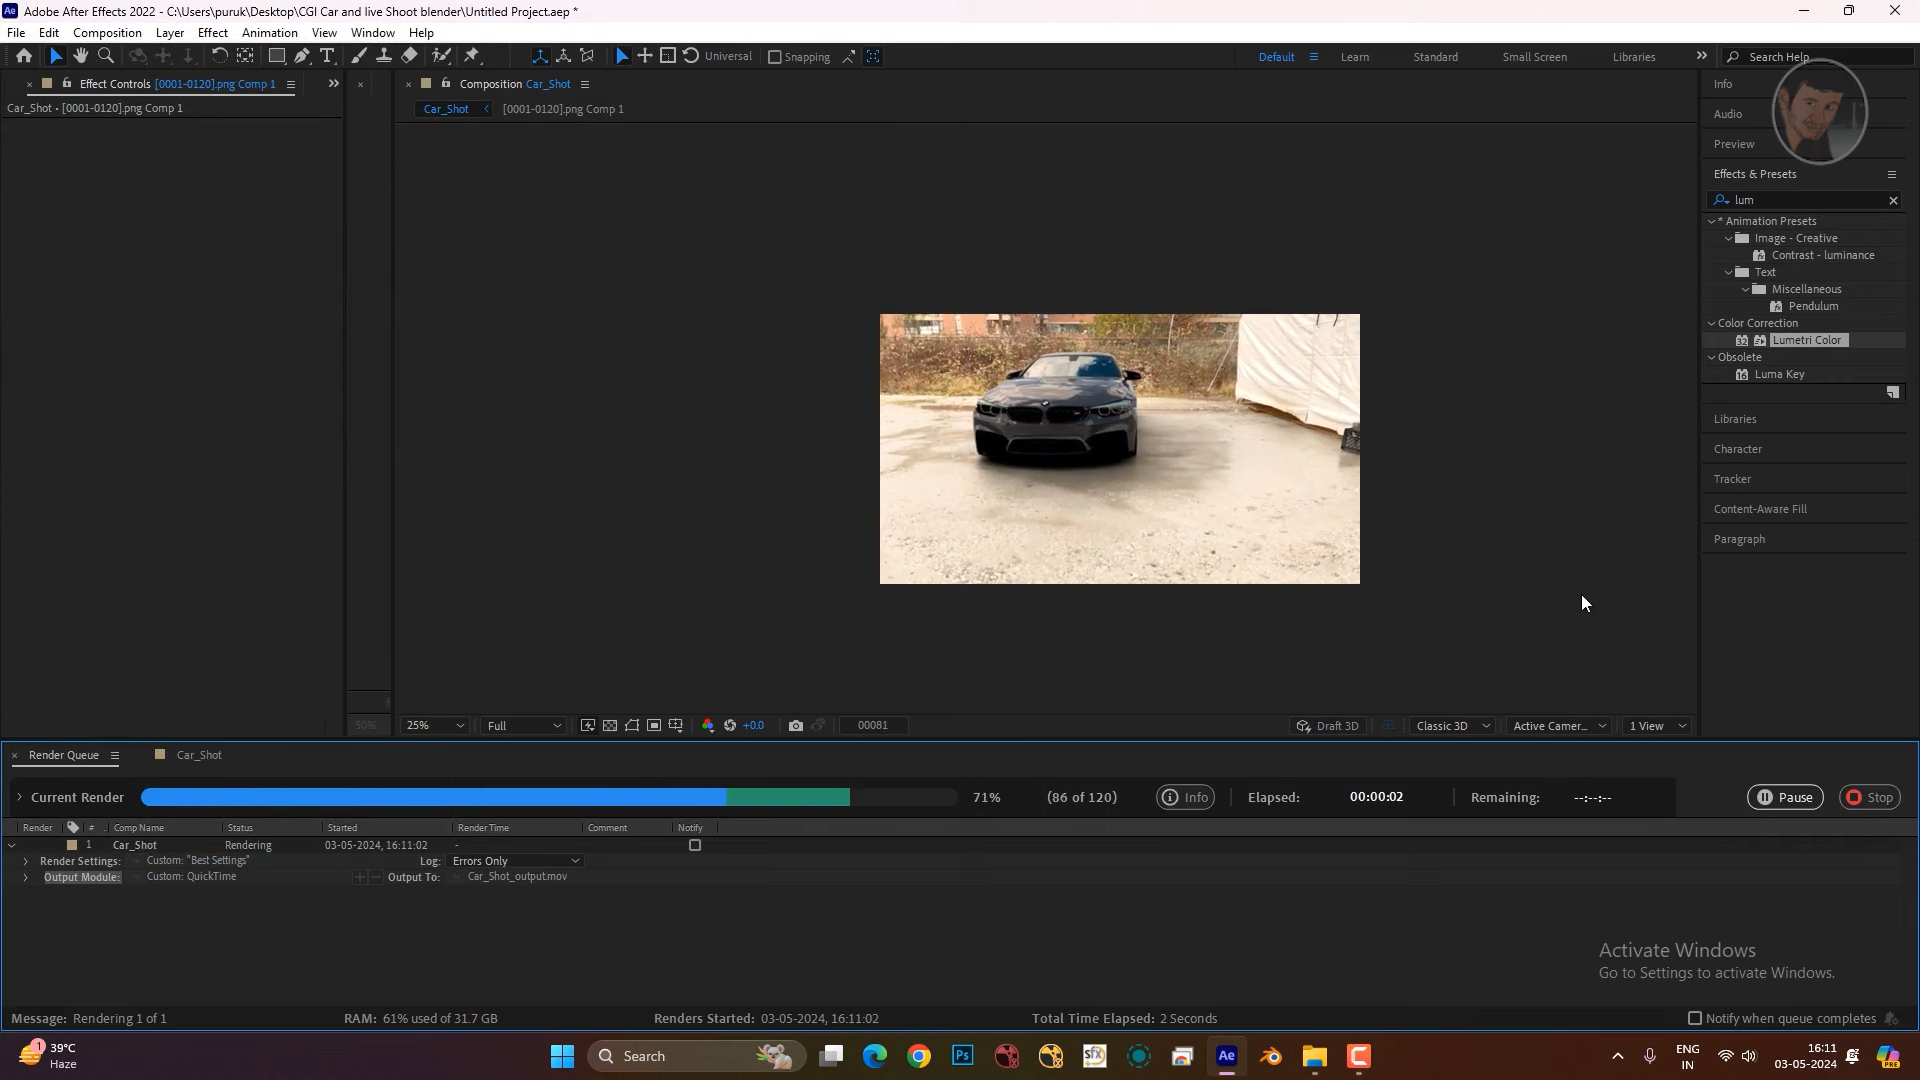 Adobe After Effects 2022 - C:\Users\puruk\Desktop\CGI Car and live Shoot blender\Untitled Project.aep *
File Edit Composition Layer Effect Animation View Window Help
Universal Snapping Default Learn Standard Small Screen Libraries Search Help
Effect Controls [0001-0120].png Comp 1
Composition Car_Shot
Car_Shot • [0001-0120].png Comp 1
Car_Shot [0001-0120].png Comp 1
Info
Audio
Preview
Effects & Presets
lum
* Animation Presets
Image - Creative
Contrast - luminance
Text
Miscellaneous
Pendulum
Color Correction
32 Lumetri Color
Obsolete
16 Luma Key
Libraries
Character
Tracker
Content-Aware Fill
Paragraph
50% 25% Full +0.0 00081 Draft 3D Classic 3D Active Camer... 1 View
Render Queue Car_Shot
Current Render 71% (86 of 120) Info Elapsed: 00:00:02 Remaining: --:--:-- Pause Stop
Render # Comp Name Status Started Render Time Comment Notify
1 Car_Shot Rendering 03-05-2024, 16:11:02 -
Render Settings: Custom: "Best Settings" Log: Errors Only
Output Module: Custom: QuickTime Output To: Car_Shot_output.mov
Activate Windows
Go to Settings to activate Windows.
Message: Rendering 1 of 1 RAM: 61% used of 31.7 GB Renders Started: 03-05-2024, 16:11:02 Total Time Elapsed: 2 Seconds Notify when queue completes
1 39°C
Haze
Search
Ps
sfx
Ae
ENG
IN
16:11
03-05-2024
PRE